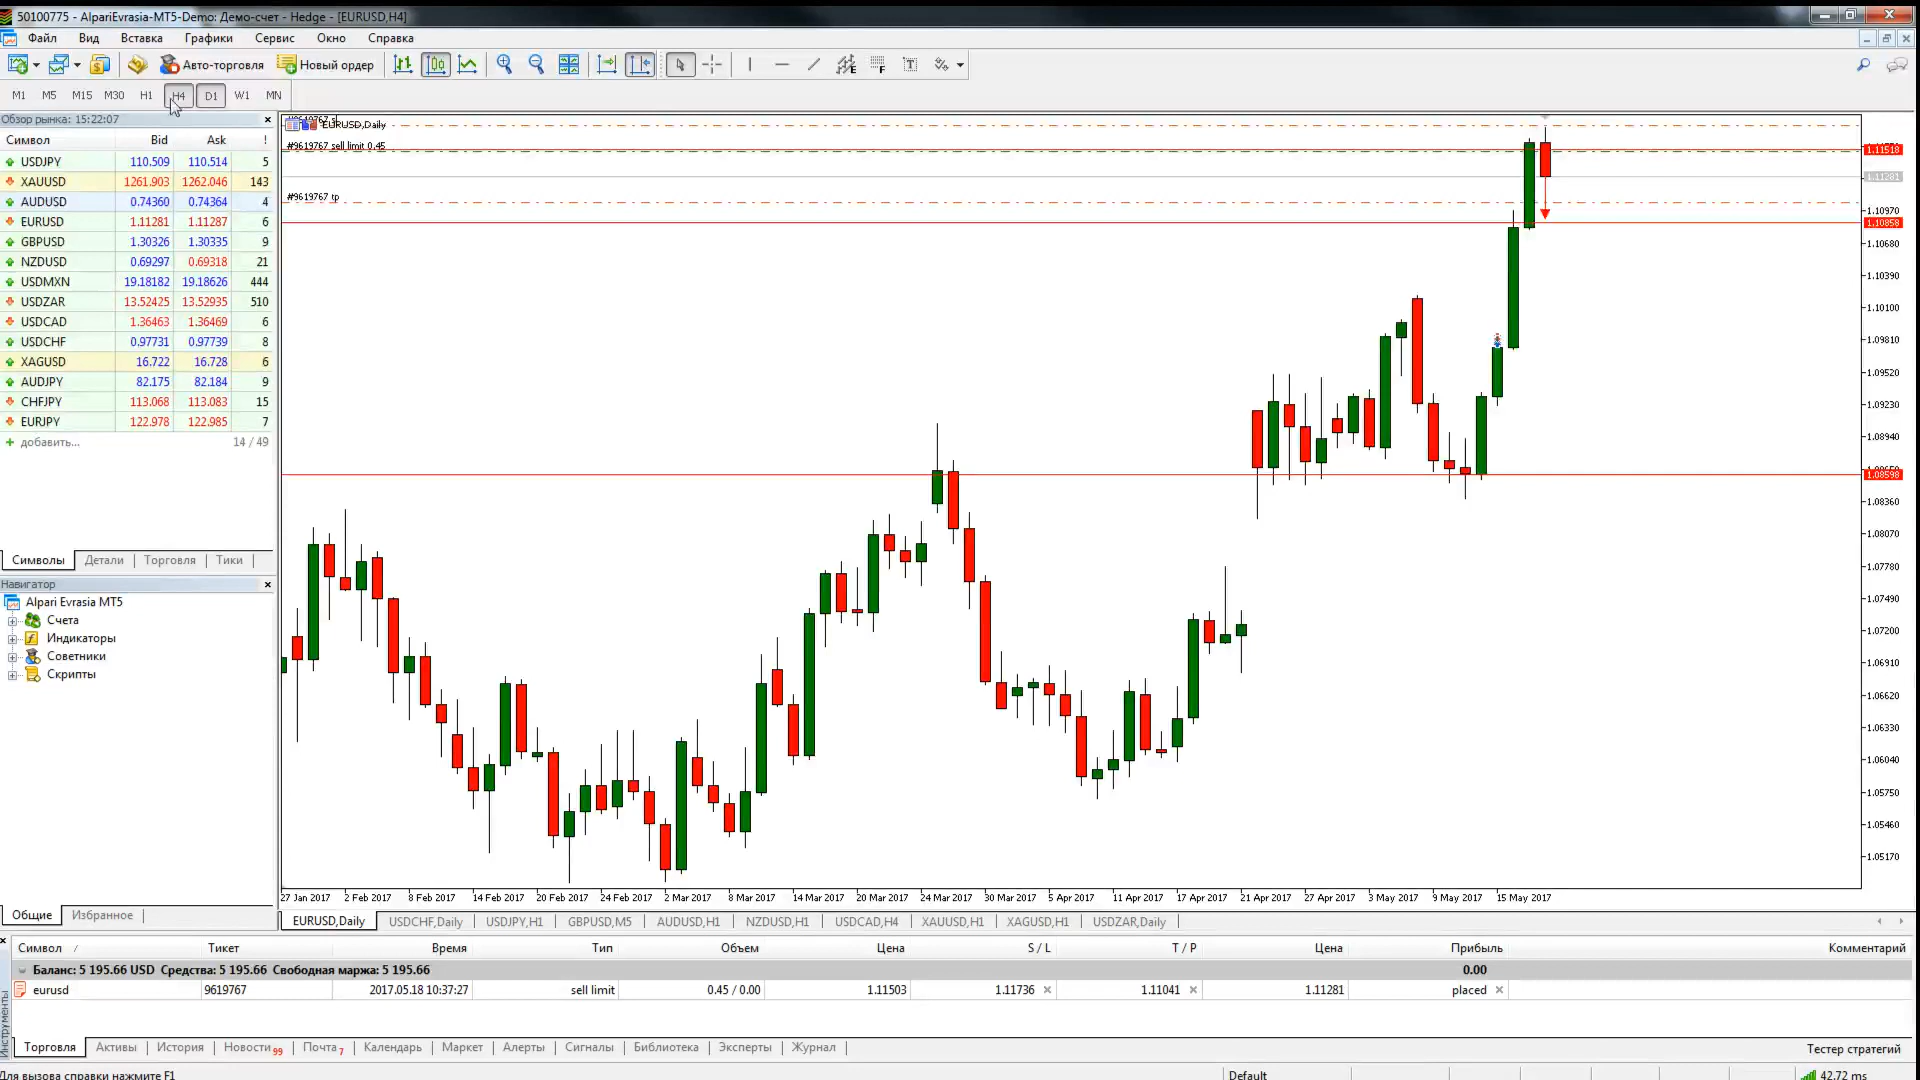 50100775 - AlpariEvrasia-MT5-Demo: Демо-счет - Hedge - [EURUSD,H4]
Файл Вид Вставка Графики Сервис Окно Справка
Авто-торговля Новый ордер
M1 M5 M15 M30 H1 H4 D1 W1 MN
Обзор рынка: 15:22:07
Символ Bid Ask !
USDJPY 110.509 110.514 5
XAUUSD 1261.903 1262.046 143
AUDUSD 0.74360 0.74364 4
EURUSD 1.11281 1.11287 6
GBPUSD 1.30326 1.30335 9
NZDUSD 0.69297 0.69318 21
USDMXN 19.18182 19.18626 444
USDZAR 13.52425 13.52935 510
USDCAD 1.36463 1.36469 6
USDCHF 0.97731 0.97739 8
XAGUSD 16.722 16.728 6
AUDJPY 82.175 82.184 9
CHFJPY 113.068 113.083 15
EURJPY 122.978 122.985 7
добавить... 14 / 49
Символы Детали Торговля Тики
Навигатор
Alpari Evrasia MT5
Счета
Индикаторы
Советники
Скрипты
Общие Избранное
EURUSD,Daily
#9619767 sell limit 0.45
#9619767 tp
1.11518
1.11281
1.10970
1.10858
1.10680
1.10390
1.10100
1.09810
1.09520
1.09230
1.08940
1.08598
1.08360
1.08070
1.07780
1.07490
1.07200
1.06910
1.06620
1.06330
1.06040
1.05750
1.05460
1.05170
27 Jan 2017 2 Feb 2017 8 Feb 2017 14 Feb 2017 20 Feb 2017 24 Feb 2017 2 Mar 2017 8 Mar 2017 14 Mar 2017 20 Mar 2017 24 Mar 2017 30 Mar 2017 5 Apr 2017 11 Apr 2017 17 Apr 2017 21 Apr 2017 27 Apr 2017 3 May 2017 9 May 2017 15 May 2017
EURUSD,Daily USDCHF,Daily USDJPY,H1 GBPUSD,M5 AUDUSD,H1 NZDUSD,H1 USDCAD,H4 XAUUSD,H1 XAGUSD,H1 USDZAR,Daily
Символ Тикет Время Тип Объем Цена S / L T / P Цена Прибыль Комментарий
Баланс: 5 195.66 USD Средства: 5 195.66 Свободная маржа: 5 195.66 0.00
eurusd 9619767 2017.05.18 10:37:27 sell limit 0.45 / 0.00 1.11503 1.11736 1.11041 1.11281 placed
Инструменты
Торговля Активы История Новости 99 Почта 7 Календарь Маркет Алерты Сигналы Библиотека Эксперты Журнал Тестер стратегий
Для вызова справки нажмите F1 Default 42.72 ms